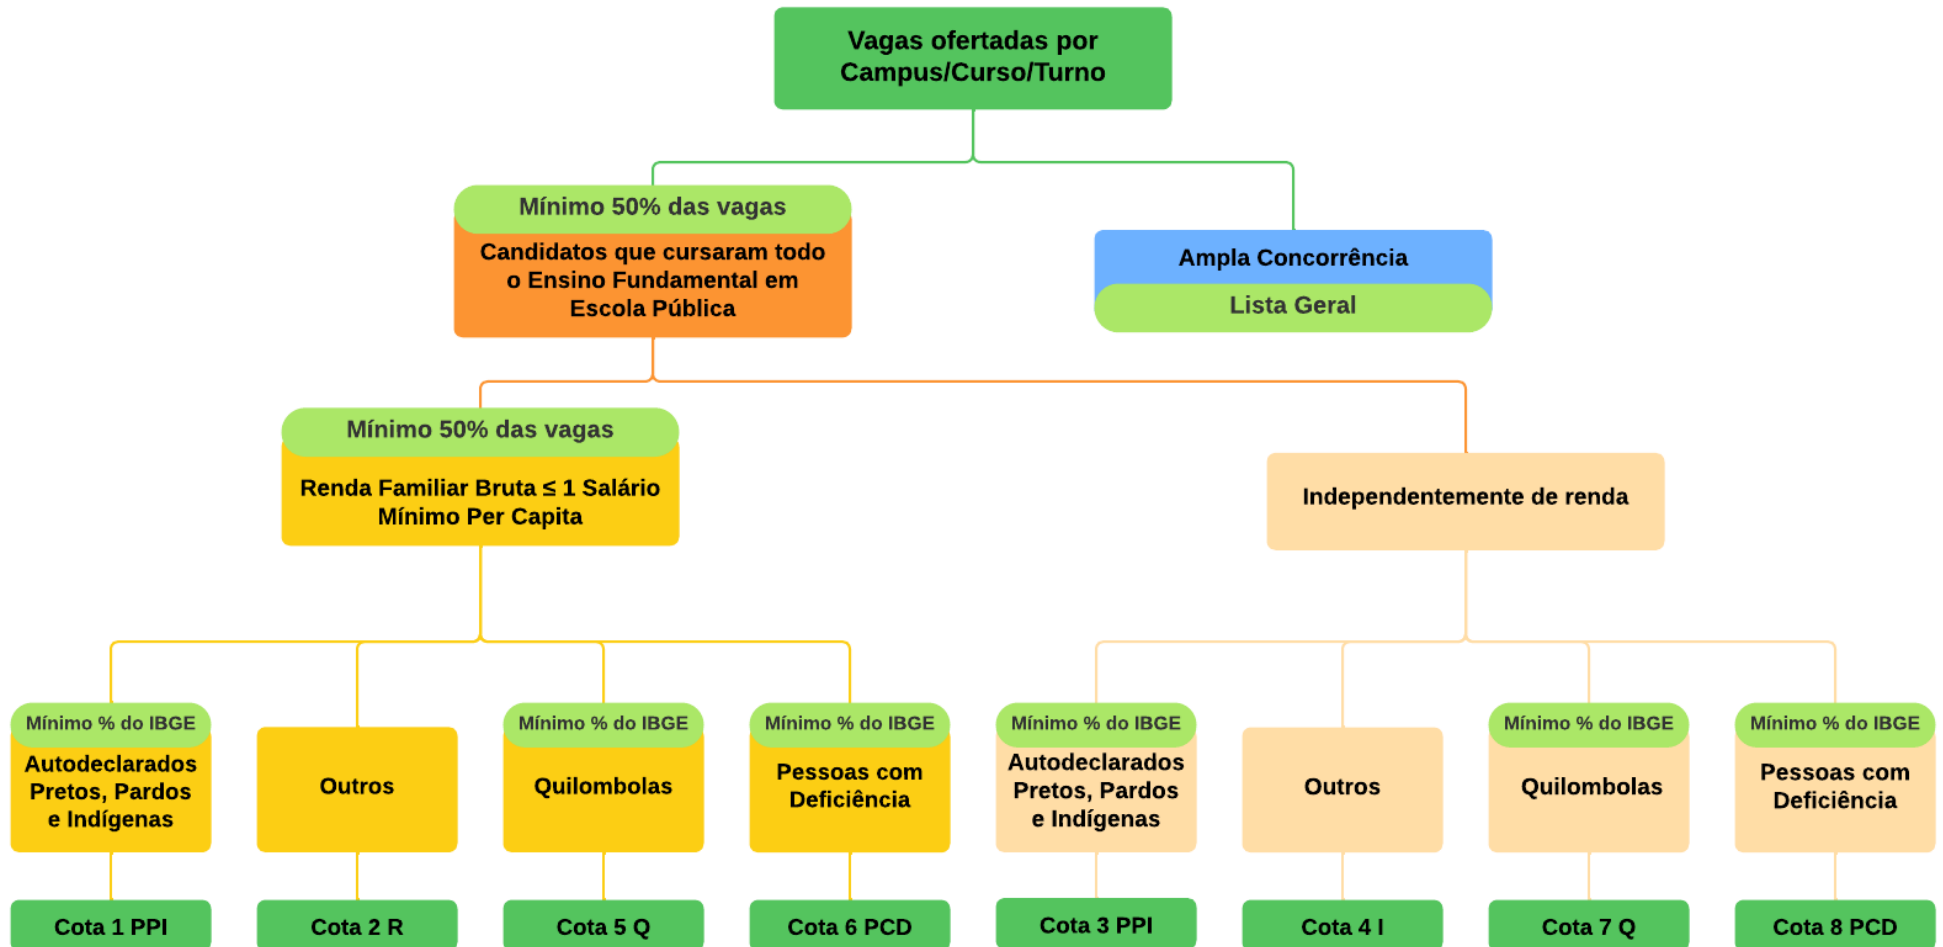 Vagas ofertadas por
Campus/Curso/Turno
Mínimo 50% das vagas
Candidatos que cursaram todo
o Ensino Fundamental em
Escola Pública
Ampla Concorrência
Lista Geral
Mínimo 50% das vagas
Renda Familiar Bruta ≤ 1 Salário
Mínimo Per Capita
Independentemente de renda
Mínimo % do IBGE
Autodeclarados
Pretos, Pardos
e Indígenas
Outros
Mínimo % do IBGE
Quilombolas
Mínimo % do IBGE
Pessoas com
Deficiência
Mínimo % do IBGE
Autodeclarados
Pretos, Pardos
e Indígenas
Outros
Mínimo % do IBGE
Quilombolas
Mínimo % do IBGE
Pessoas com
Deficiência
Cota 1 PPI
Cota 2 R
Cota 5 Q
Cota 6 PCD
Cota 3 PPI
Cota 4 I
Cota 7 Q
Cota 8 PCD